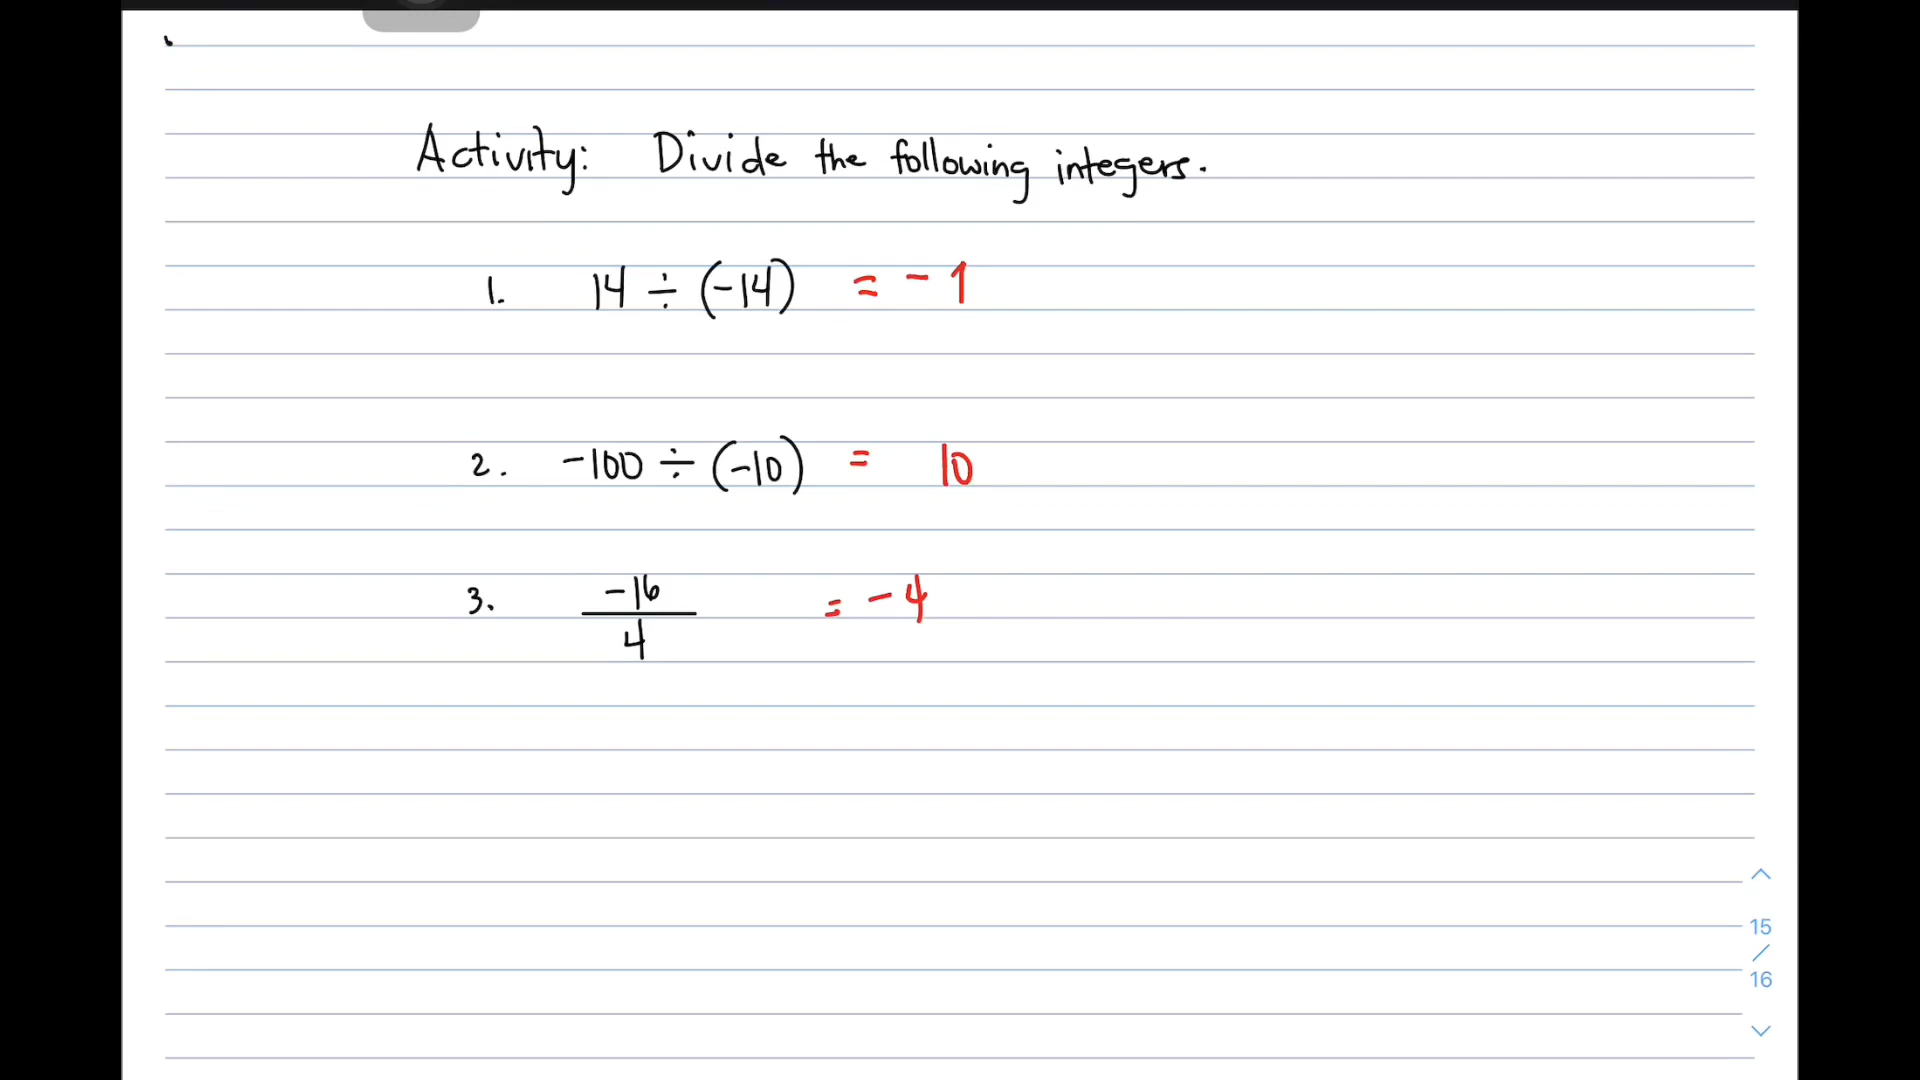 Activity: Divide the following integers.
1. 14 ÷ (-14) = -1
2. -100 ÷ (-10) = 10
3. -16
4
= -4
15
/
16